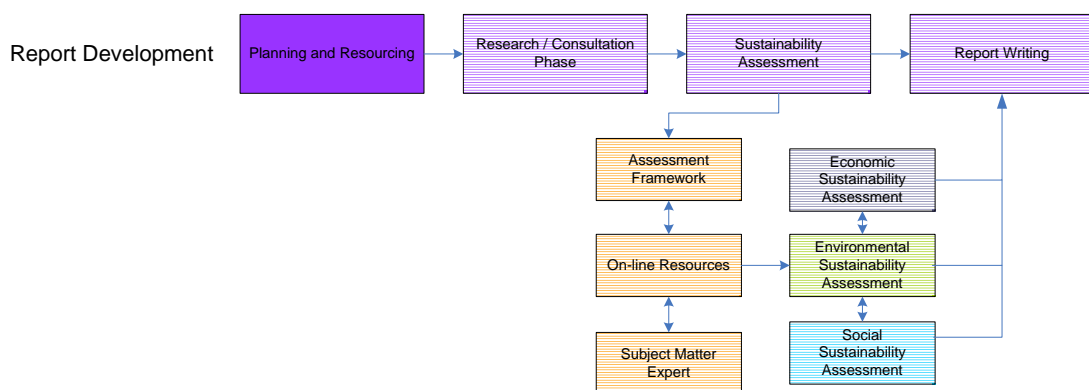 Report Development
Planning and Resourcing
Research / Consultation
Phase
Sustainability
Assessment
Report Writing
Assessment
Framework
Economic
Sustainability
Assessment
On-line Resources
Environmental
Sustainability
Assessment
Subject Matter
Expert
Social
Sustainability
Assessment